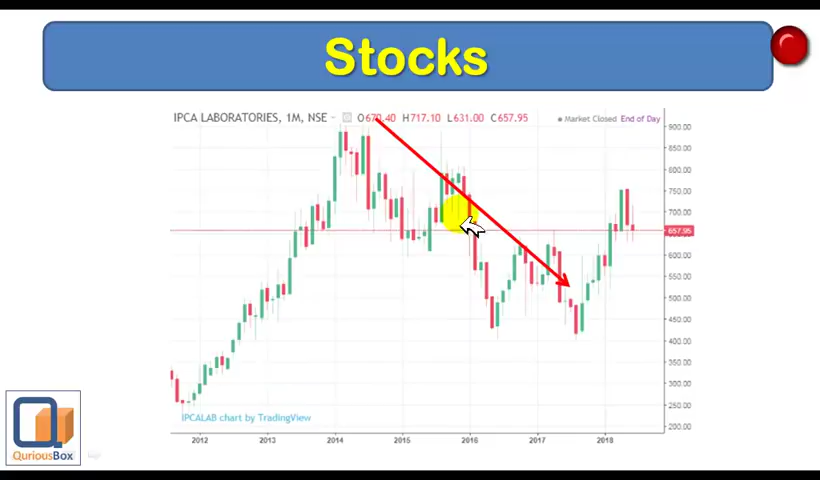 Stocks
IPCA LABORATORIES, 1M, NSE O670.40 H717.10 L631.00 C657.95
Market Closed End of Day
900.00
850.00
800.00
750.00
700.00
657.95
600.00
550.00
500.00
450.00
400.00
350.00
300.00
250.00
200.00
IPCALAB chart by TradingView
2012 2013 2014 2015 2016 2017 2018
QuriousBox